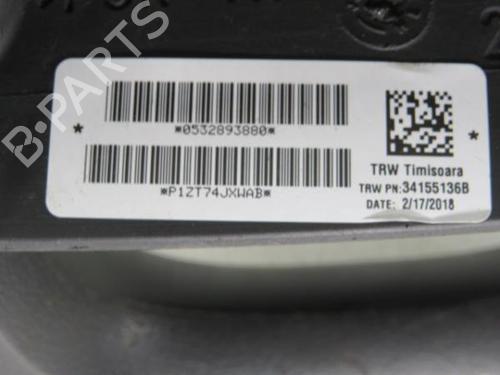 *0532893880*
*P1ZT74JXWAB*
TRW Timisoara
TRW PN:34155136B
DATE: 2/17/2018
* *
B-PARTS